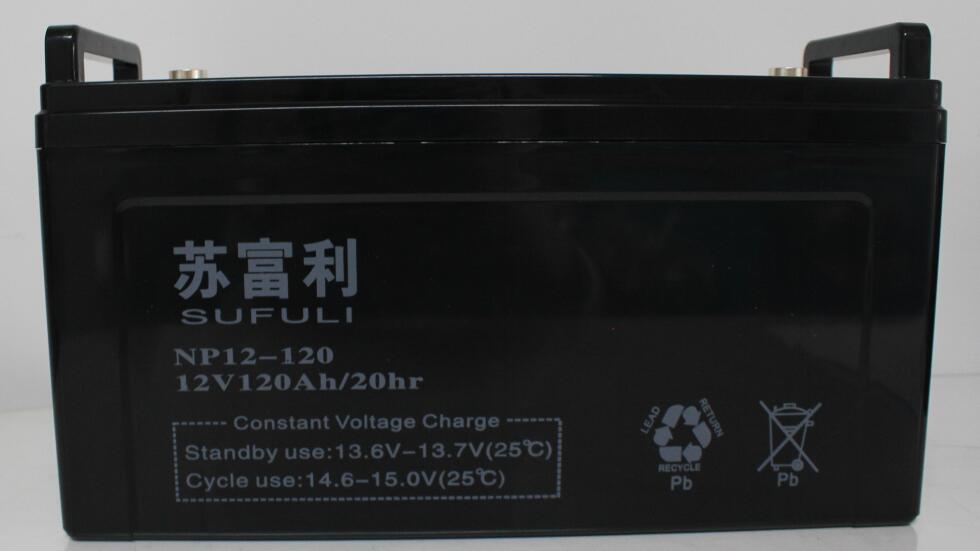 苏富利
SUFULI
NP12-120
12V120Ah/20hr
Constant Voltage Charge
Standby use:13.6V-13.7V(25℃)
Cycle use:14.6-15.0V(25℃)
LEAD RETURN
RECYCLE
Pb
Pb